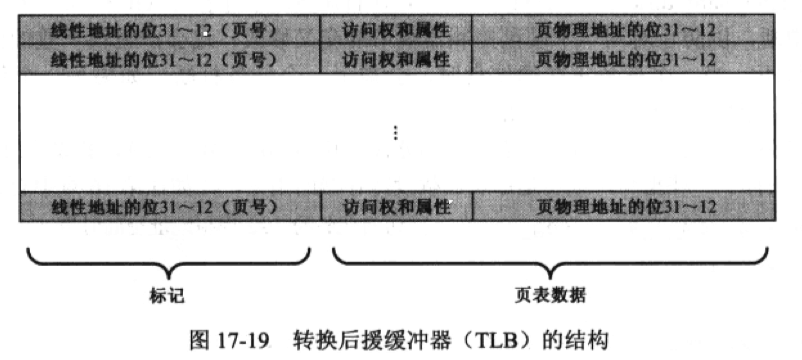 线性地址的位31～12（页号） 访问权和属性 页物理地址的位31～12
线性地址的位31～12（页号） 访问权和属性 页物理地址的位31～12
⋮
线性地址的位31～12（页号） 访问权和属性 页物理地址的位31～12
标记 页表数据
图 17-19 转换后援缓冲器（TLB）的结构